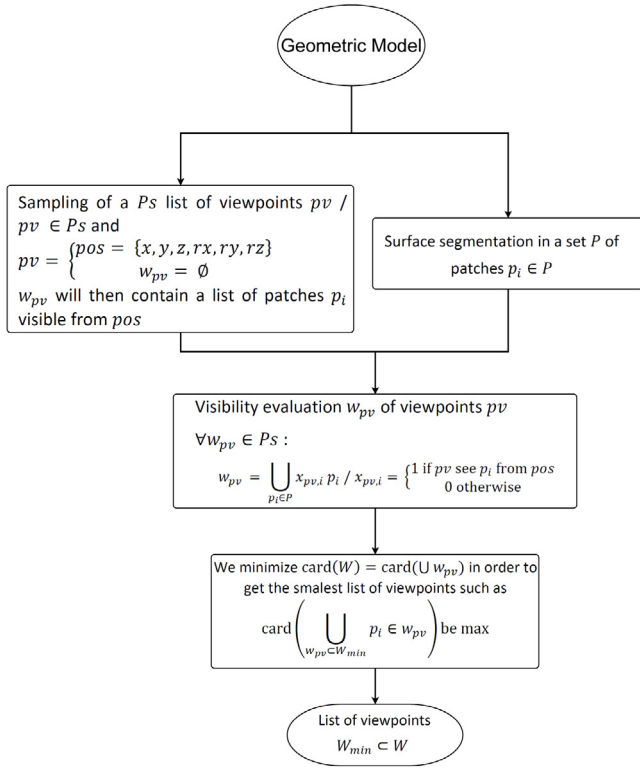 Geometric Model
Sampling of a Ps list of viewpoints pv /
pv ∈ Ps and
pv = {pos = {x, y, z, rx, ry, rz}
w_pv = ∅
w_pv will then contain a list of patches p_i
visible from pos
Surface segmentation in a set P of
patches p_i ∈ P
Visibility evaluation w_pv of viewpoints pv
∀w_pv ∈ Ps :
w_pv = ⋃_{p_i∈P} x_{pv,i} p_i / x_{pv,i} = {1 if pv see p_i from pos
0 otherwise
We minimize card(W) = card(⋃ w_pv) in order to
get the smalest list of viewpoints such as
card(⋃_{w_pv⊂W_min} p_i ∈ w_pv) be max
List of viewpoints
W_min ⊂ W